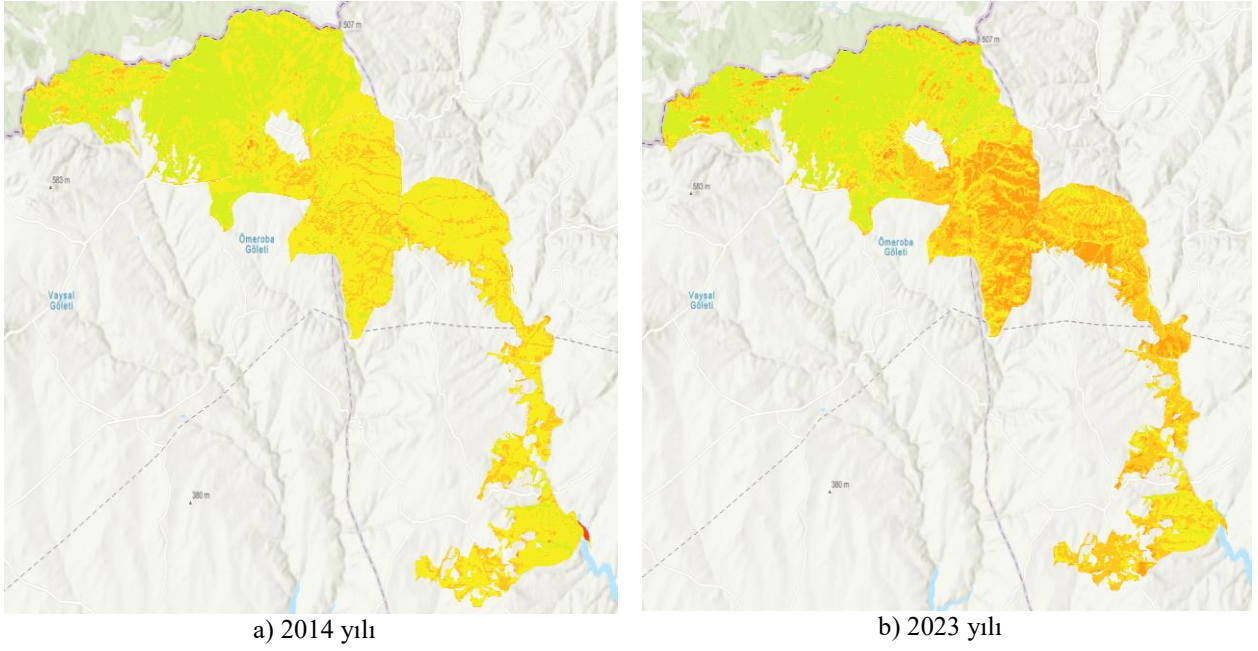 507 m
583 m
Ömeroba
Göleti
Vaysal
Göleti
380 m
a) 2014 yılı
507 m
583 m
Ömeroba
Göleti
Vaysal
Göleti
380 m
b) 2023 yılı